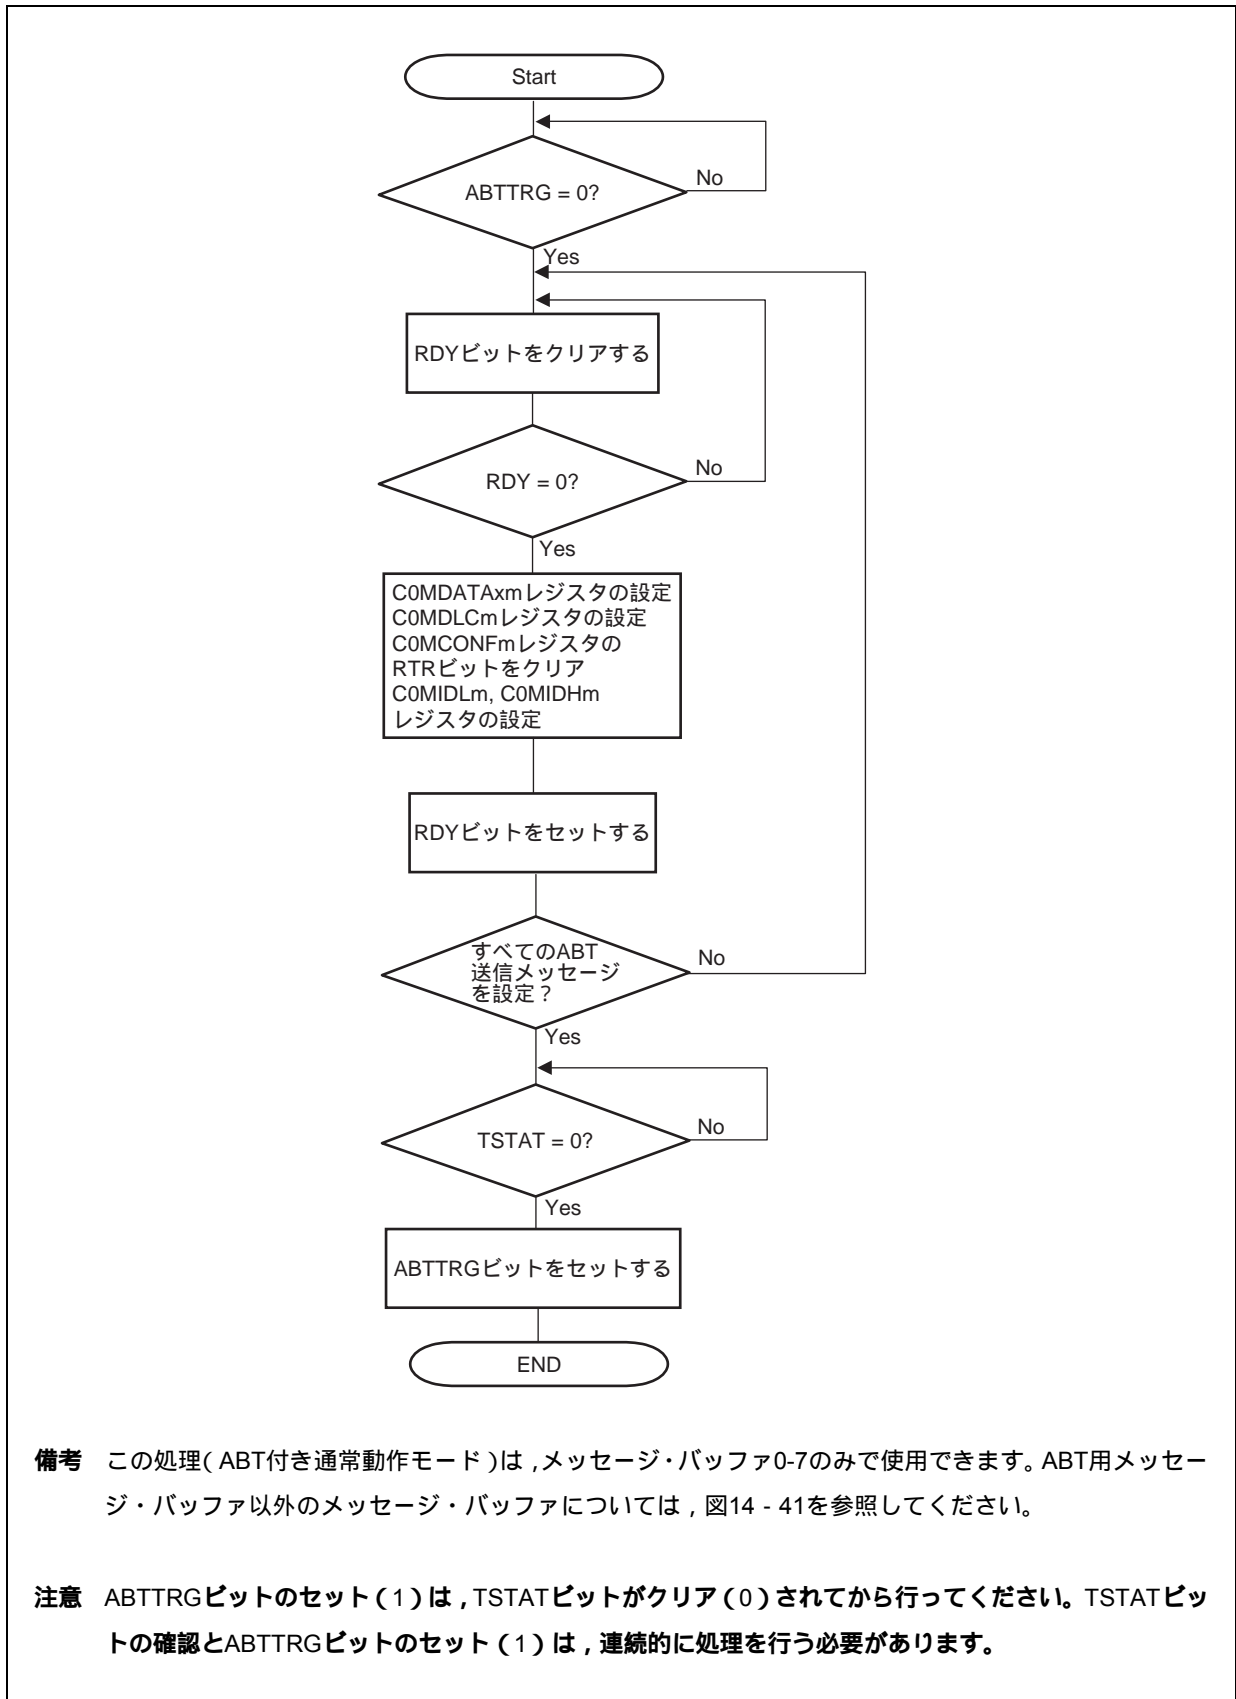 Start
ABTTRG = 0?
No
Yes
RDYビットをクリアする
RDY = 0?
No
Yes
C0MDATAxmレジスタの設定
C0MDLCmレジスタの設定
C0MCONFmレジスタの
RTRビットをクリア
C0MIDLm, C0MIDHm
レジスタの設定
RDYビットをセットする
すべてのABT
送信メッセージ
を設定?
No
Yes
TSTAT = 0?
No
Yes
ABTTRGビットをセットする
END
備考 この処理(ABT付き通常動作モード)は,メッセージ・バッファ0-7のみで使用できます。ABT用メッセー
ジ・バッファ以外のメッセージ・バッファについては,図14 - 41を参照してください。
注意 ABTTRGビットのセット(1)は,TSTATビットがクリア(0)されてから行ってください。TSTATビッ
トの確認とABTTRGビットのセット(1)は,連続的に処理を行う必要があります。